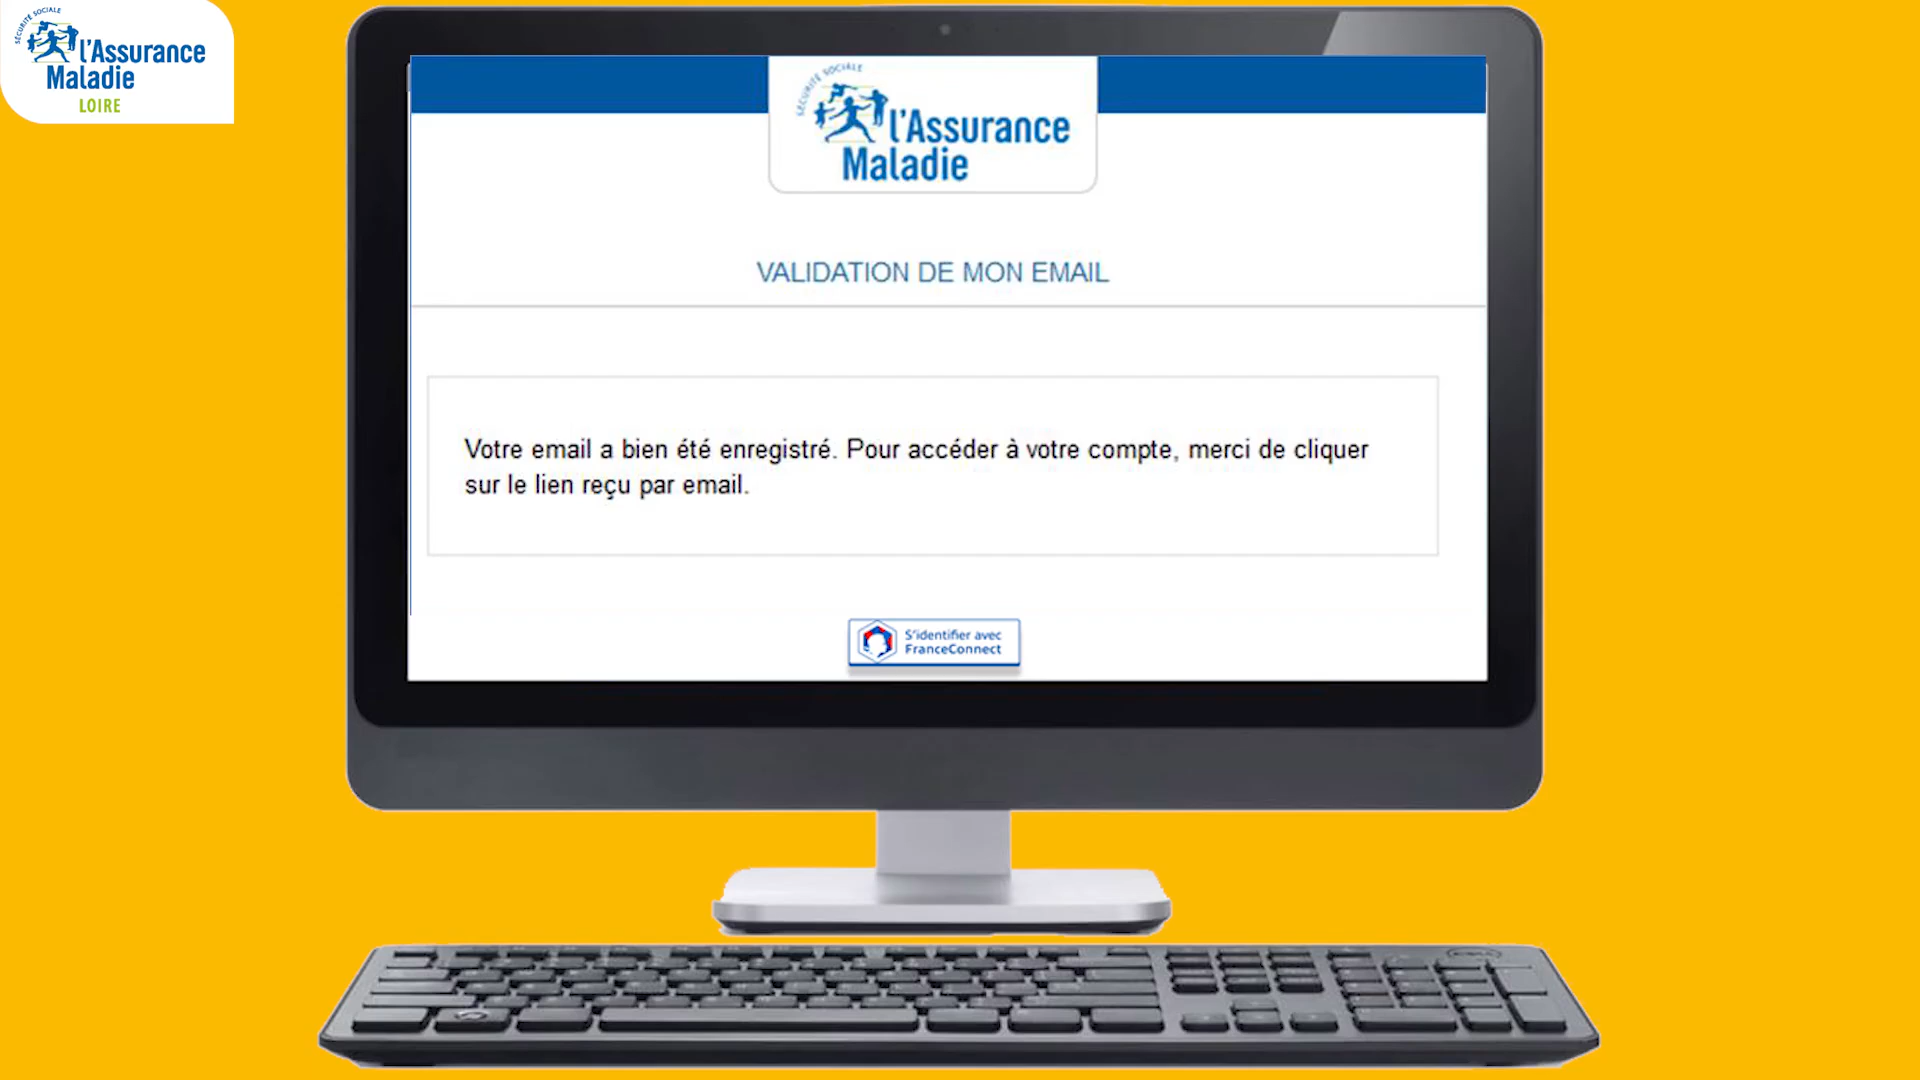 SÉCURITÉ SOCIALE
l'Assurance
Maladie
LOIRE
SÉCURITÉ SOCIALE
l'Assurance
Maladie
VALIDATION DE MON EMAIL
Votre email a bien été enregistré. Pour accéder à votre compte, merci de cliquer
sur le lien reçu par email.
S'identifier avec
FranceConnect